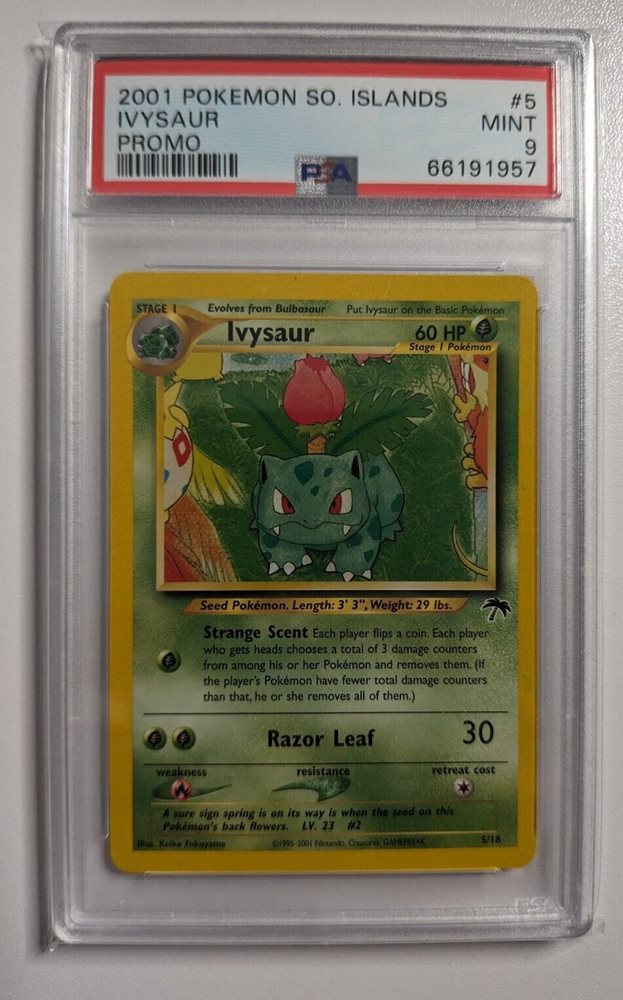 2001 POKEMON SO. ISLANDS #5
IVYSAUR MINT
PROMO 9
PSA 66191957
STAGE 1 Evolves from Bulbasaur Put Ivysaur on the Basic Pokémon
Ivysaur 60 HP
Stage 1 Pokémon
Seed Pokémon. Length: 3' 3", Weight: 29 lbs.
Strange Scent Each player flips a coin. Each player
who gets heads chooses a total of 3 damage counters
from among his or her Pokémon and removes them. (If
the player's Pokémon have fewer total damage counters
than that, he or she removes all of them.)
Razor Leaf 30
weakness resistance retreat cost
A sure sign spring is on its way is when the seed on this
Pokémon's back flowers. LV. 23 #2
Illus. Keiko Fukuyama ©1995-2001 Nintendo, Creatures, GAMEFREAK. 5/18
PSA